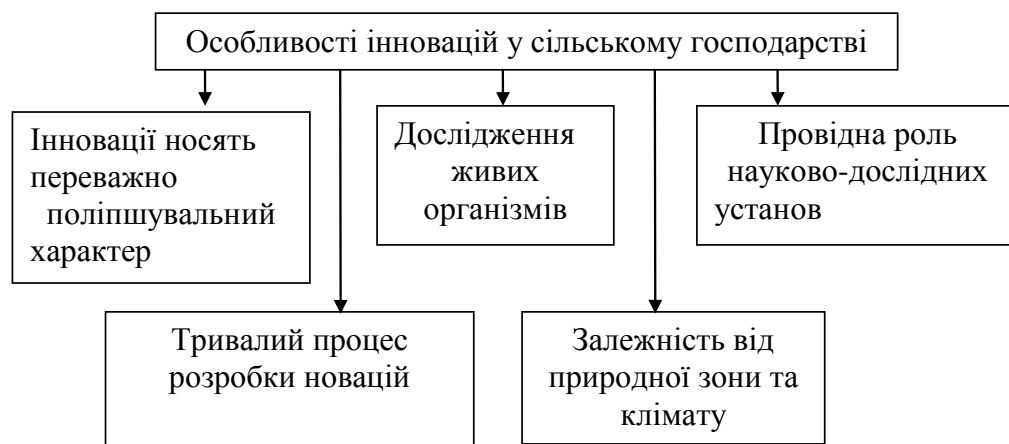 Особливості інновацій у сільському господарстві
Інновації носять
переважно
поліпшувальний
характер
Дослідження
живих
організмів
Провідна роль
науково-дослідних
установ
Тривалий процес
розробки новацій
Залежність від
природної зони та
клімату